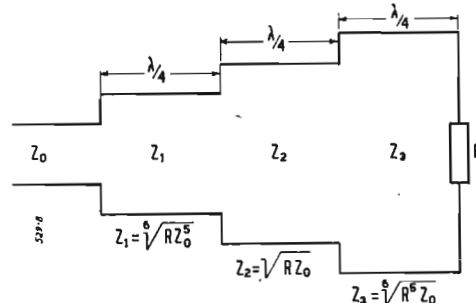 λ/4
λ/4
λ/4
Z₀
Z₁
Z₂
Z₃
529·8
Z₁ = ⁶√RZ₀⁵
Z₂ = √RZ₀
Z₃ = ⁶√R⁵Z₀